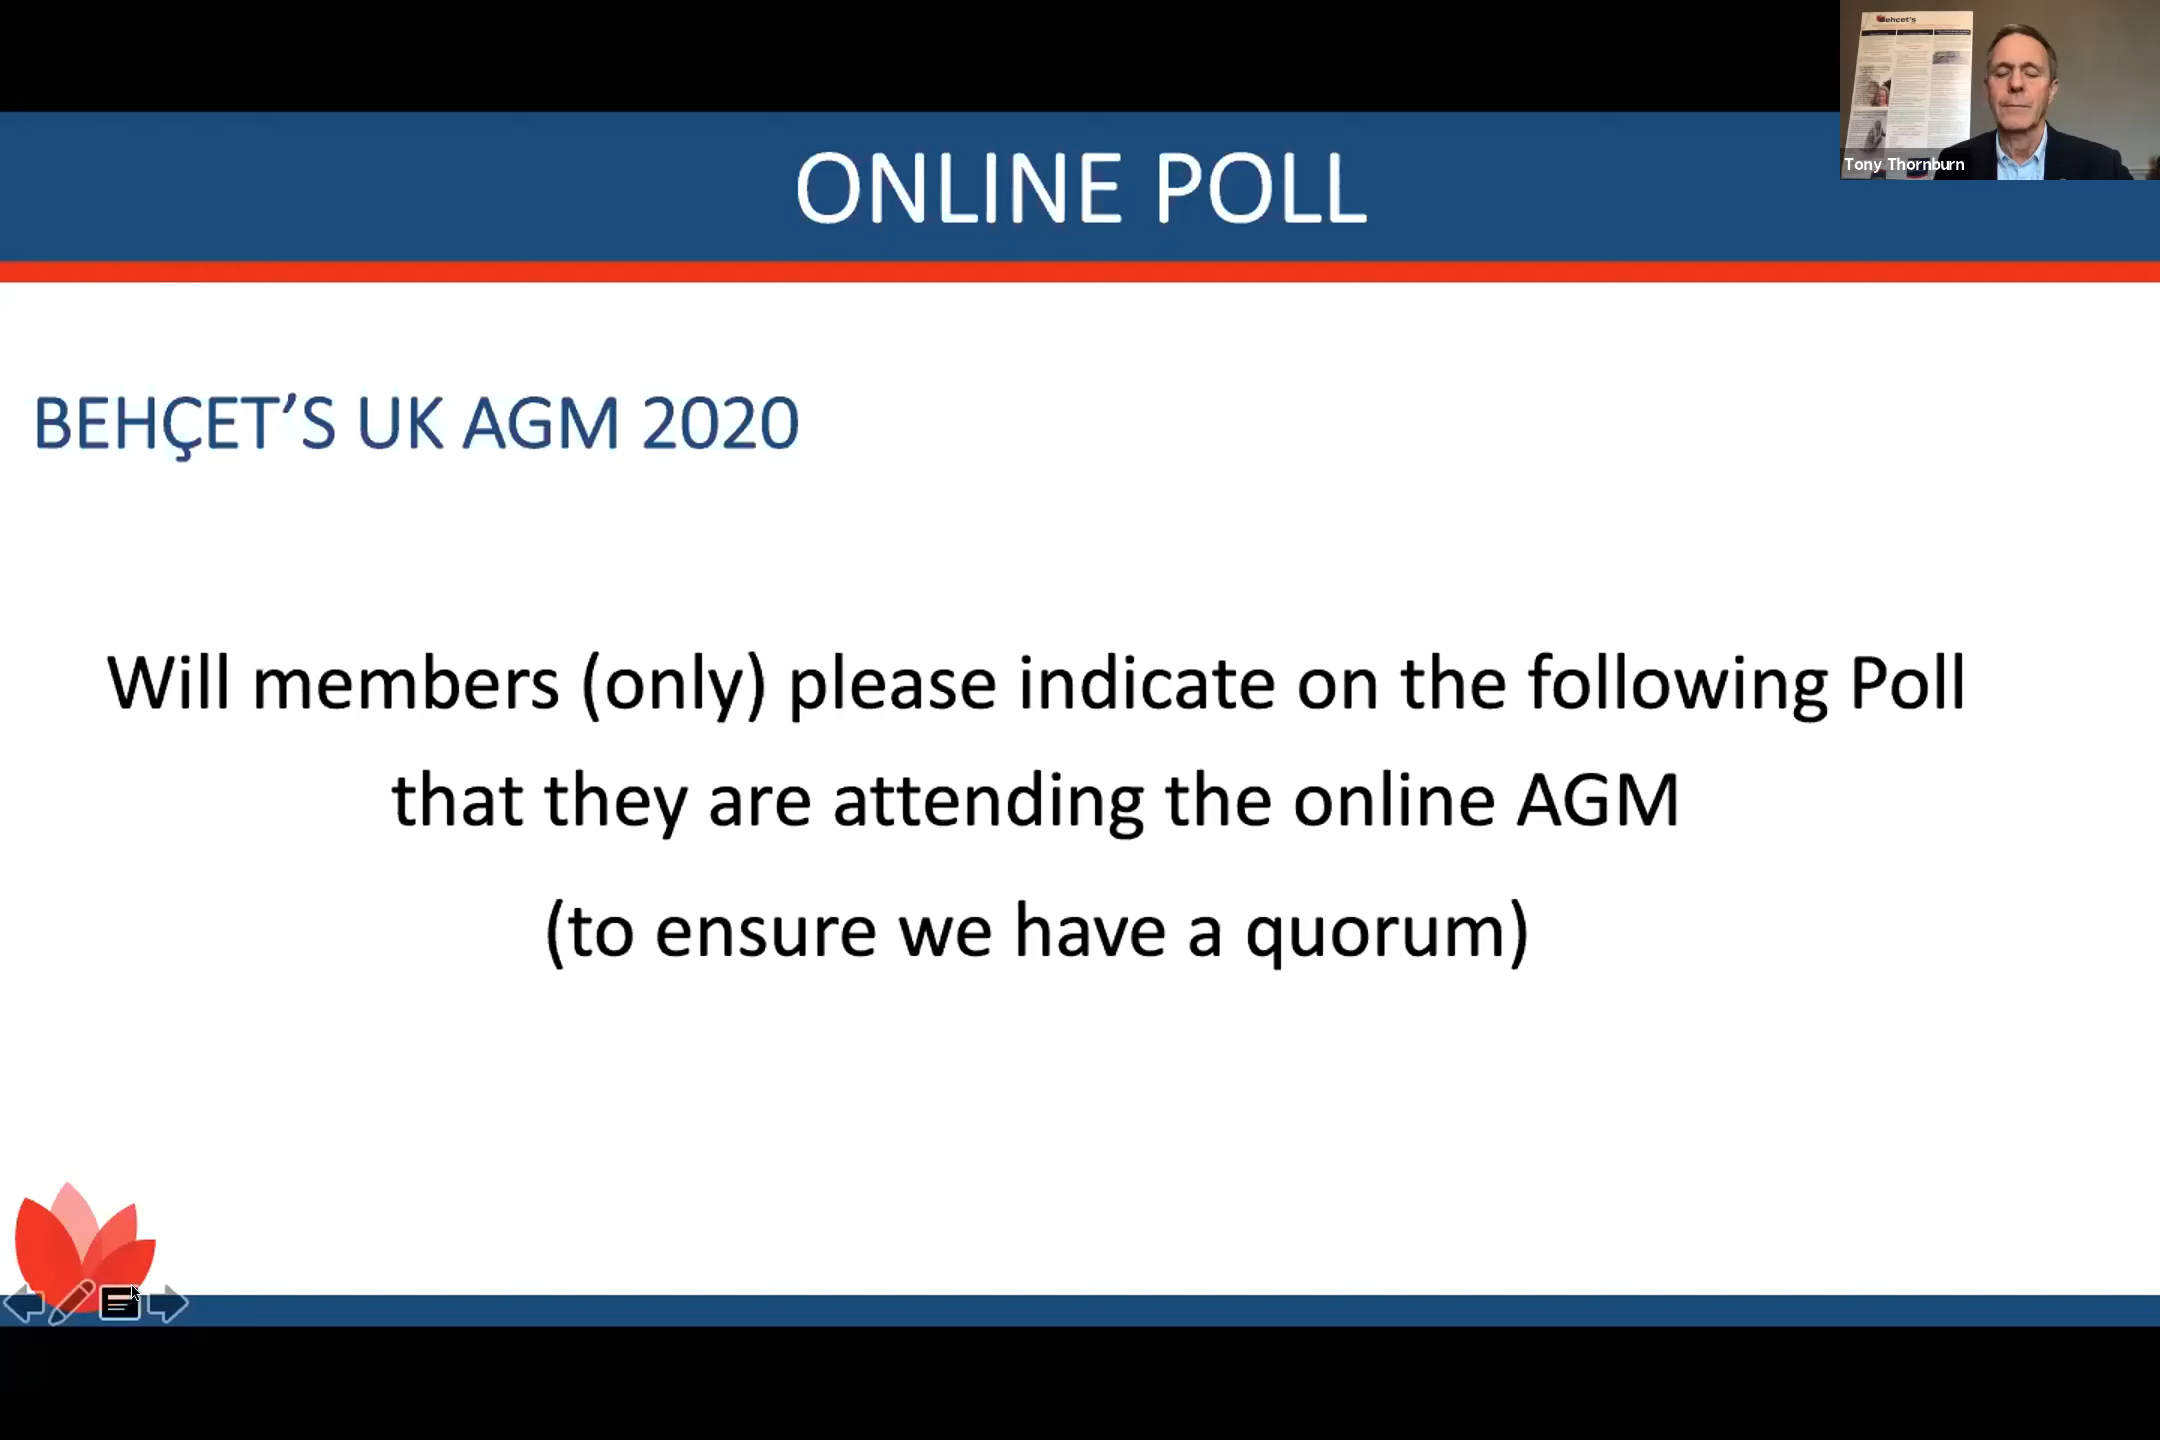 Behçet's
Tony Thornburn
ONLINE POLL
BEHÇET’S UK AGM 2020
Will members (only) please indicate on the following Poll
that they are attending the online AGM
(to ensure we have a quorum)